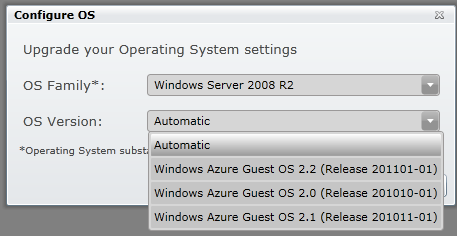 Configure OS
Upgrade your Operating System settings
OS Family*: Windows Server 2008 R2
OS Version: Automatic
*Operating System
Automatic
Windows Azure Guest OS 2.2 (Release 201101-01)
Windows Azure Guest OS 2.0 (Release 201010-01)
Windows Azure Guest OS 2.1 (Release 201011-01)